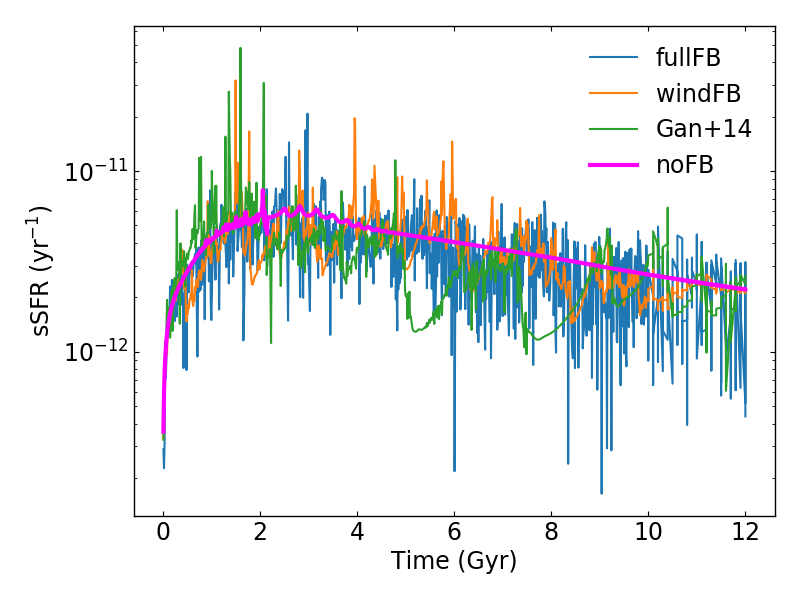 fullFB
windFB
Gan+14
noFB
10⁻¹¹
10⁻¹²
sSFR (yr⁻¹)
0 2 4 6 8 10 12
Time (Gyr)